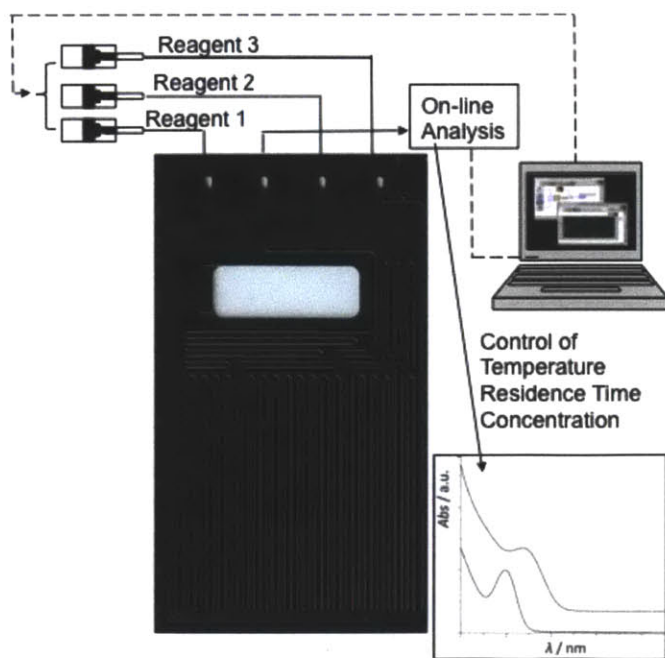 Reagent 3
Reagent 2
Reagent 1
On-line
Analysis
Control of
Temperature
Residence Time
Concentration
Abs / a.u.
λ / nm